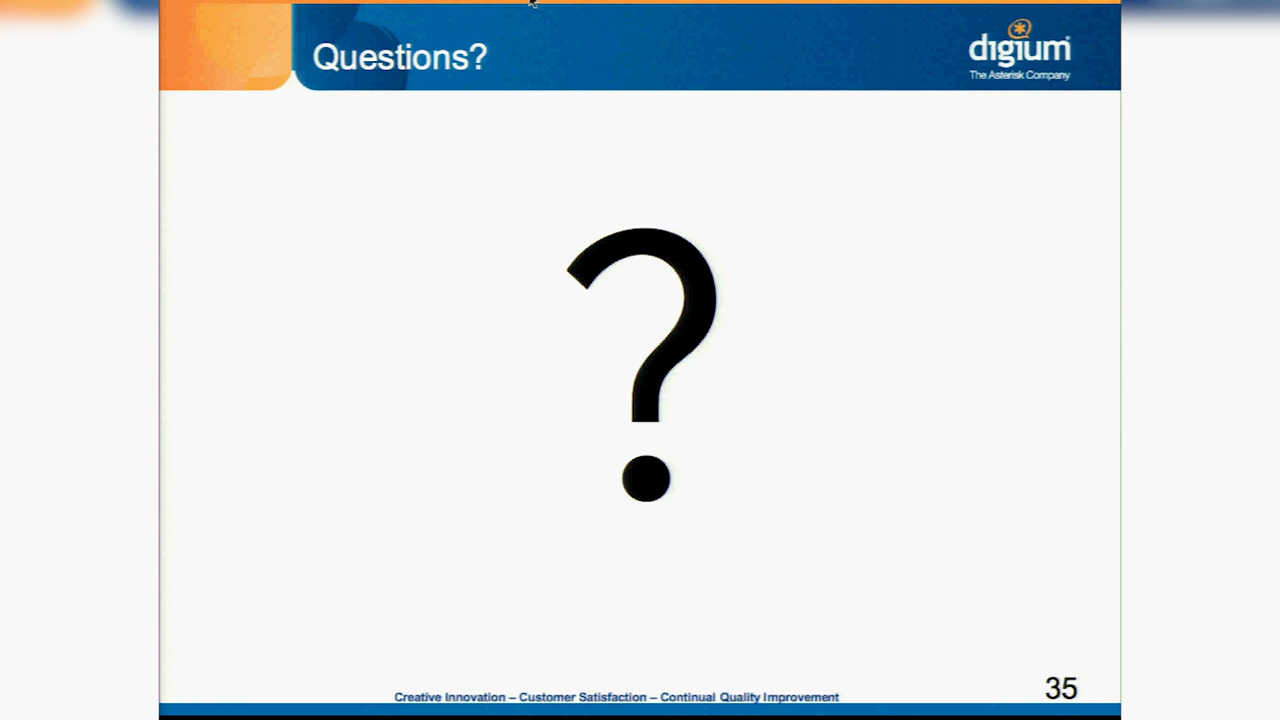 Questions?
digium
The Asterisk Company
?
Creative Innovation – Customer Satisfaction – Continual Quality Improvement
35